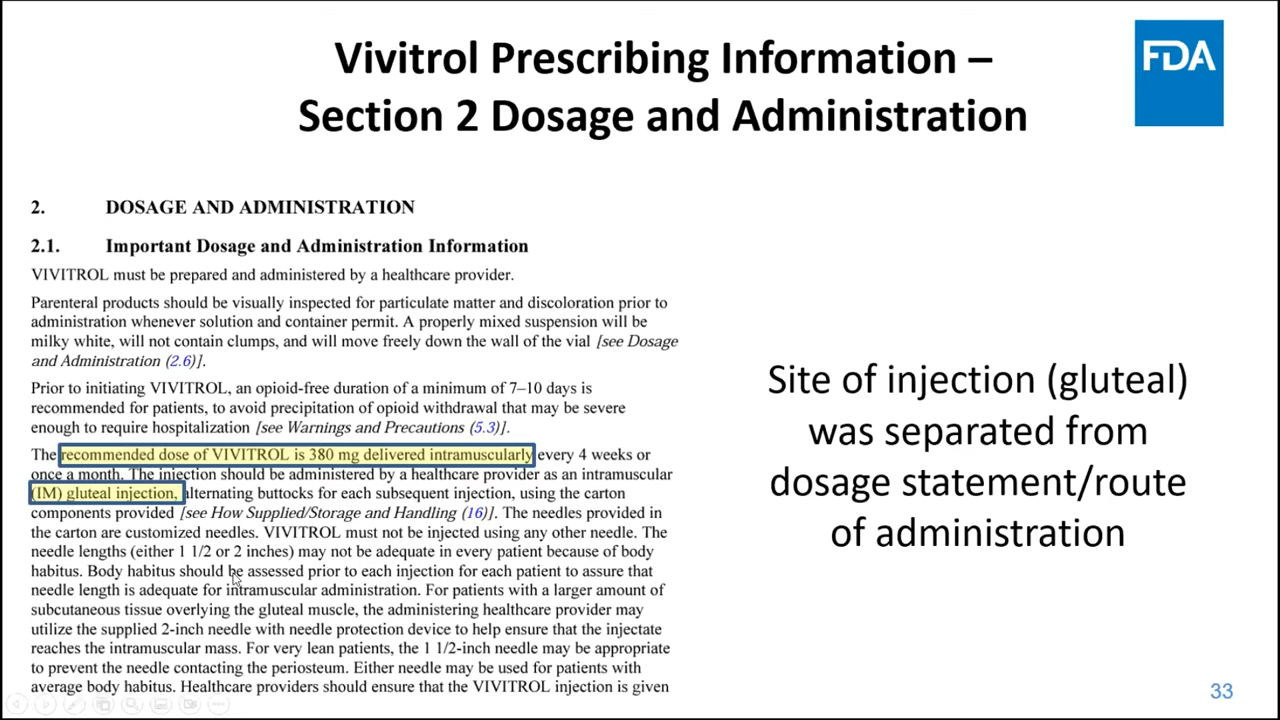 Vivitrol Prescribing Information –
Section 2 Dosage and Administration
FDA
2. DOSAGE AND ADMINISTRATION
2.1. Important Dosage and Administration Information
VIVITROL must be prepared and administered by a healthcare provider.
Parenteral products should be visually inspected for particulate matter and discoloration prior to
administration whenever solution and container permit. A properly mixed suspension will be
milky white, will not contain clumps, and will move freely down the wall of the vial [see Dosage
and Administration (2.6)].
Prior to initiating VIVITROL, an opioid-free duration of a minimum of 7–10 days is
recommended for patients, to avoid precipitation of opioid withdrawal that may be severe
enough to require hospitalization [see Warnings and Precautions (5.3)].
The recommended dose of VIVITROL is 380 mg delivered intramuscularly every 4 weeks or
once a month. The injection should be administered by a healthcare provider as an intramuscular
(IM) gluteal injection, alternating buttocks for each subsequent injection, using the carton
components provided [see How Supplied/Storage and Handling (16)]. The needles provided in
the carton are customized needles. VIVITROL must not be injected using any other needle. The
needle lengths (either 1 1/2 or 2 inches) may not be adequate in every patient because of body
habitus. Body habitus should be assessed prior to each injection for each patient to assure that
needle length is adequate for intramuscular administration. For patients with a larger amount of
subcutaneous tissue overlying the gluteal muscle, the administering healthcare provider may
utilize the supplied 2-inch needle with needle protection device to help ensure that the injectate
reaches the intramuscular mass. For very lean patients, the 1 1/2-inch needle may be appropriate
to prevent the needle contacting the periosteum. Either needle may be used for patients with
average body habitus. Healthcare providers should ensure that the VIVITROL injection is given
Site of injection (gluteal)
was separated from
dosage statement/route
of administration
33